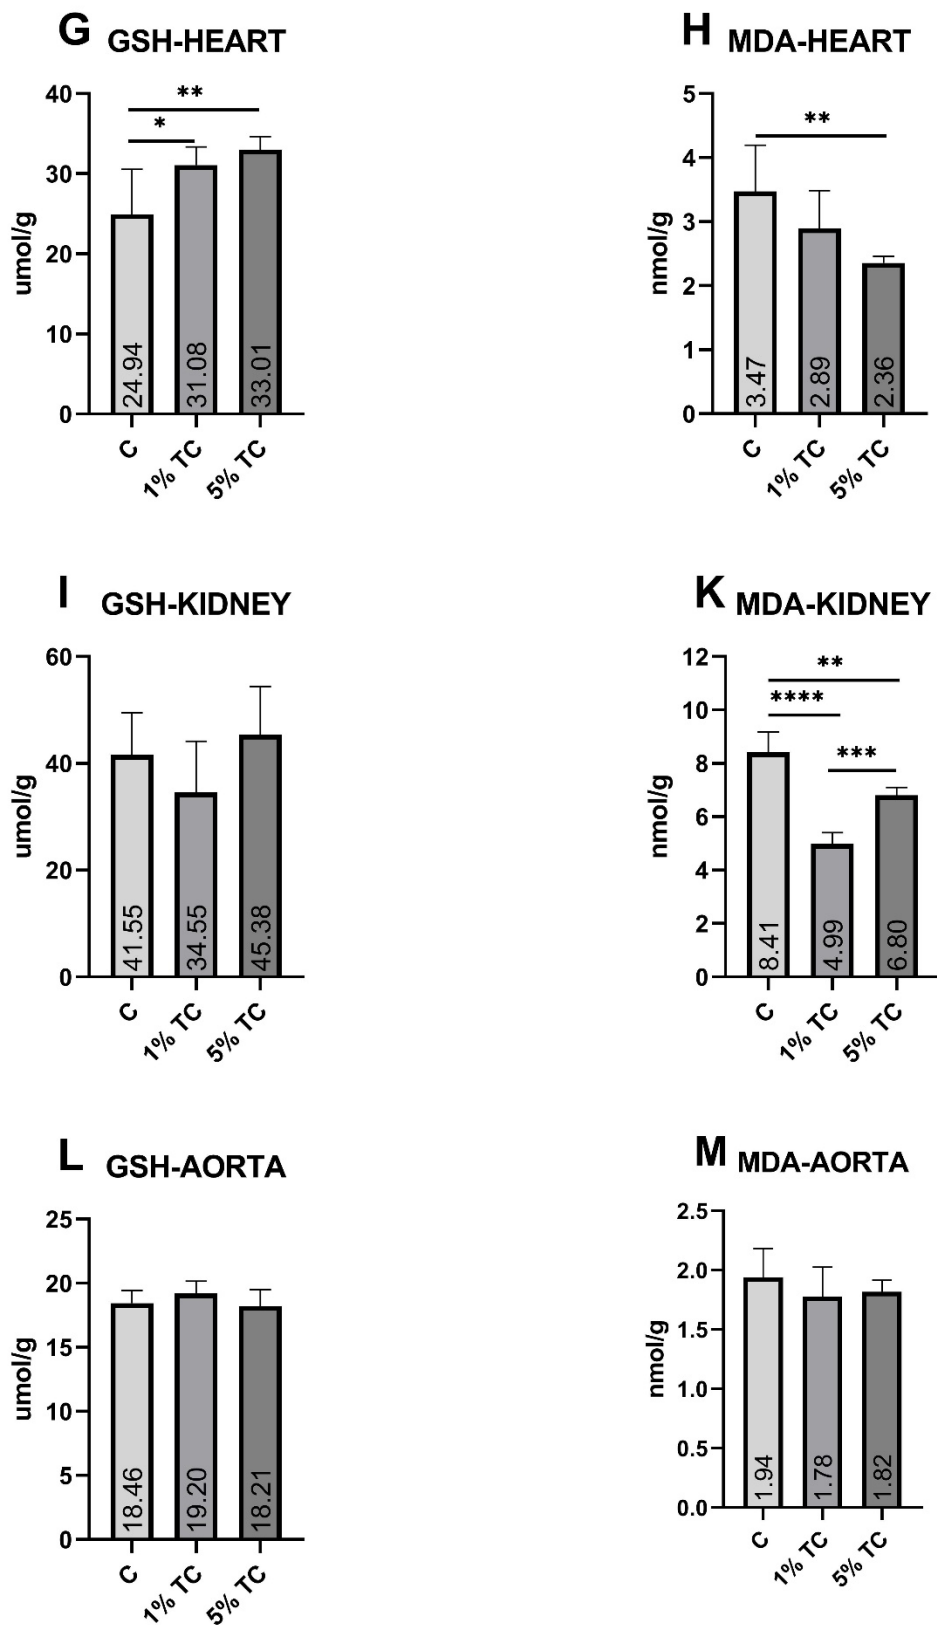 G GSH-HEART
**
*
umol/g
40
30
20
10
0
24.94
31.08
33.01
C
1% TC
5% TC
H MDA-HEART
**
nmol/g
5
4
3
2
1
0
3.47
2.89
2.36
C
1% TC
5% TC
I GSH-KIDNEY
umol/g
60
40
20
0
41.55
34.55
45.38
C
1% TC
5% TC
K MDA-KIDNEY
**
****
***
nmol/g
12
10
8
6
4
2
0
8.41
4.99
6.80
C
1% TC
5% TC
L GSH-AORTA
umol/g
25
20
15
10
5
0
18.46
19.20
18.21
C
1% TC
5% TC
M MDA-AORTA
nmol/g
2.5
2.0
1.5
1.0
0.5
0.0
1.94
1.78
1.82
C
1% TC
5% TC